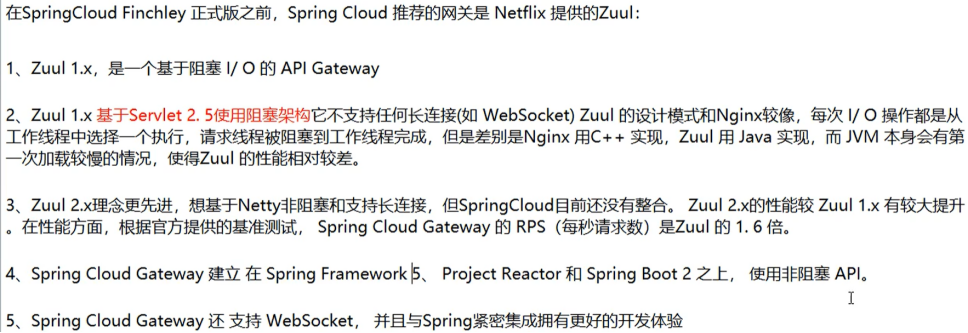 在SpringCloud Finchley 正式版之前，Spring Cloud 推荐的网关是 Netflix 提供的Zuul：
1、Zuul 1.x，是一个基于阻塞 I/ O 的 API Gateway
2、Zuul 1.x 基于Servlet 2. 5使用阻塞架构它不支持任何长连接(如 WebSocket) Zuul 的设计模式和Nginx较像，每次 I/ O 操作都是从
工作线程中选择一个执行，请求线程被阻塞到工作线程完成，但是差别是Nginx 用C++ 实现，Zuul 用 Java 实现，而 JVM 本身会有第
一次加载较慢的情况，使得Zuul 的性能相对较差。
3、Zuul 2.x理念更先进，想基于Netty非阻塞和支持长连接，但SpringCloud目前还没有整合。 Zuul 2.x的性能较 Zuul 1.x 有较大提升
。在性能方面，根据官方提供的基准测试， Spring Cloud Gateway 的 RPS（每秒请求数）是Zuul 的 1. 6 倍。
4、Spring Cloud Gateway 建立 在 Spring Framework 5、 Project Reactor 和 Spring Boot 2 之上， 使用非阻塞 API。
5、Spring Cloud Gateway 还 支持 WebSocket， 并且与Spring紧密集成拥有更好的开发体验